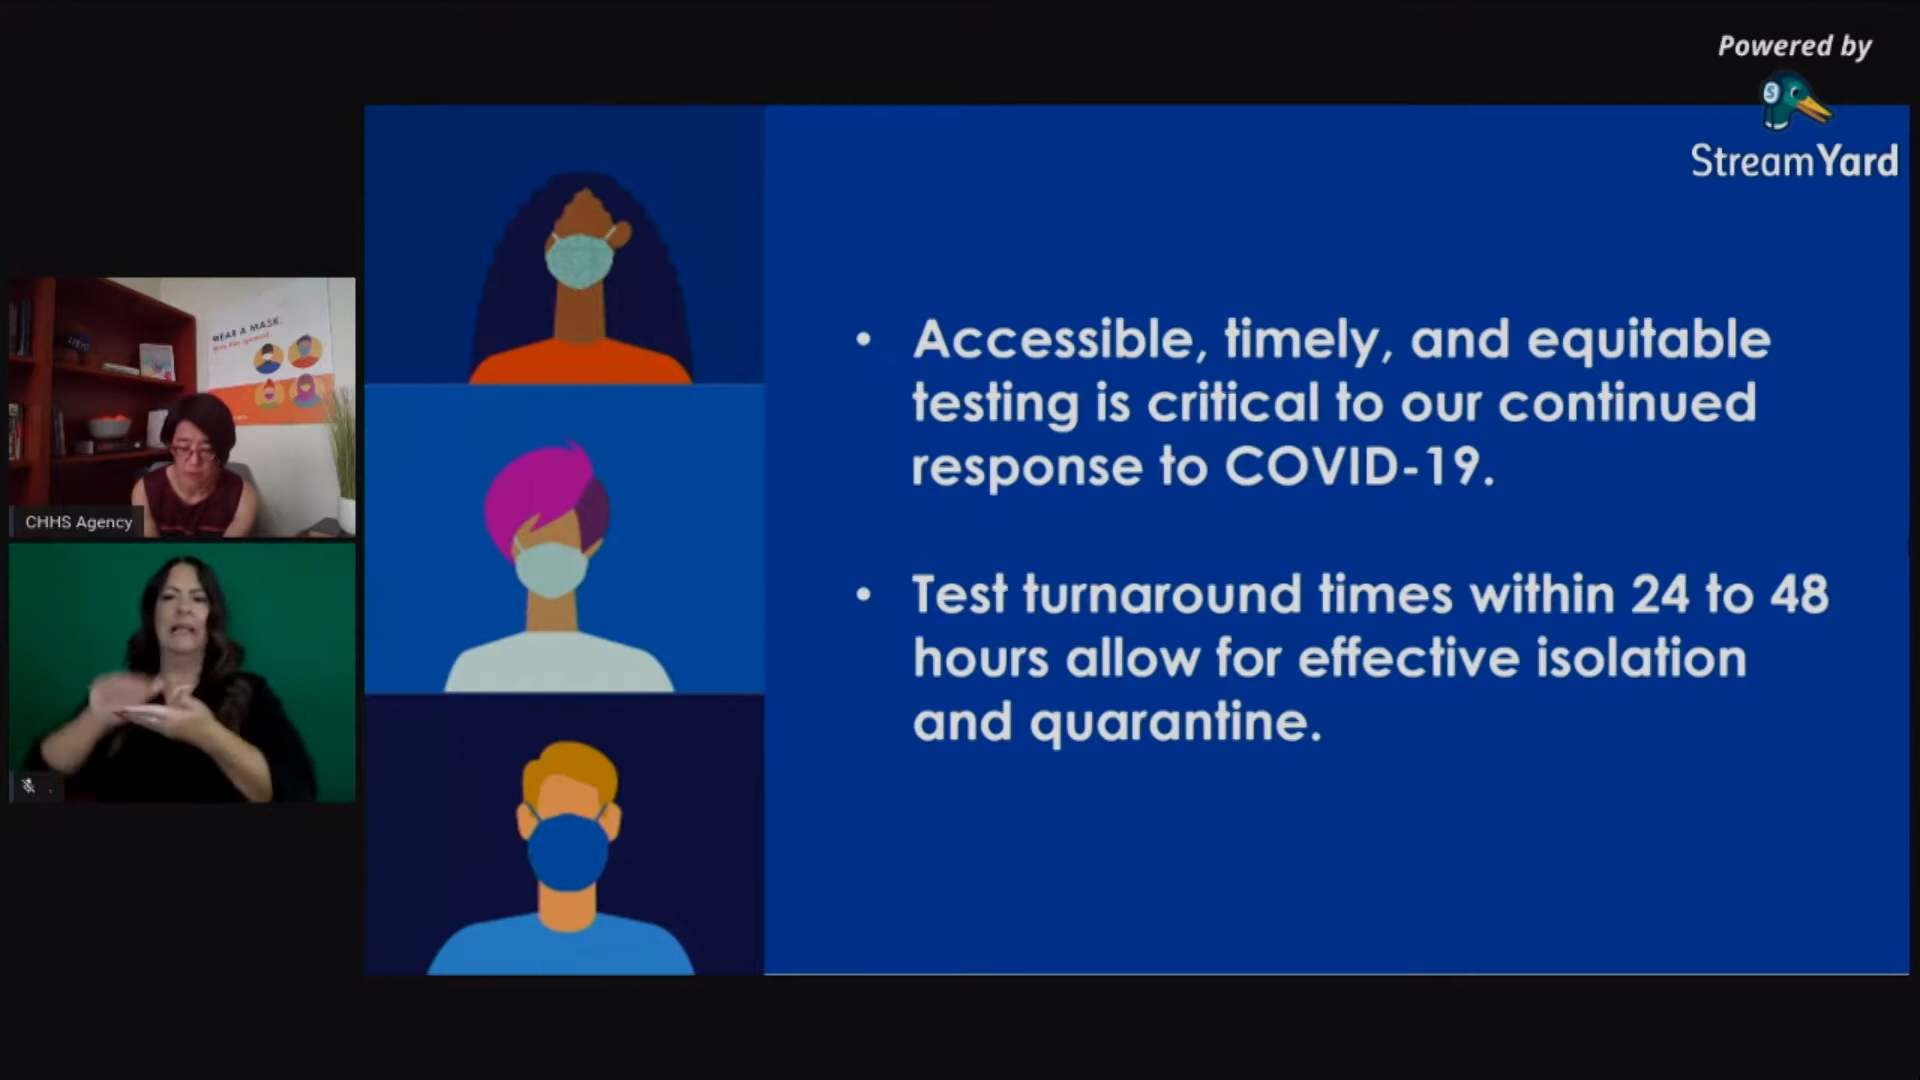 Powered by
StreamYard
WEAR A MASK.
CHHS Agency
• Accessible, timely, and equitable
testing is critical to our continued
response to COVID-19.
• Test turnaround times within 24 to 48
hours allow for effective isolation
and quarantine.